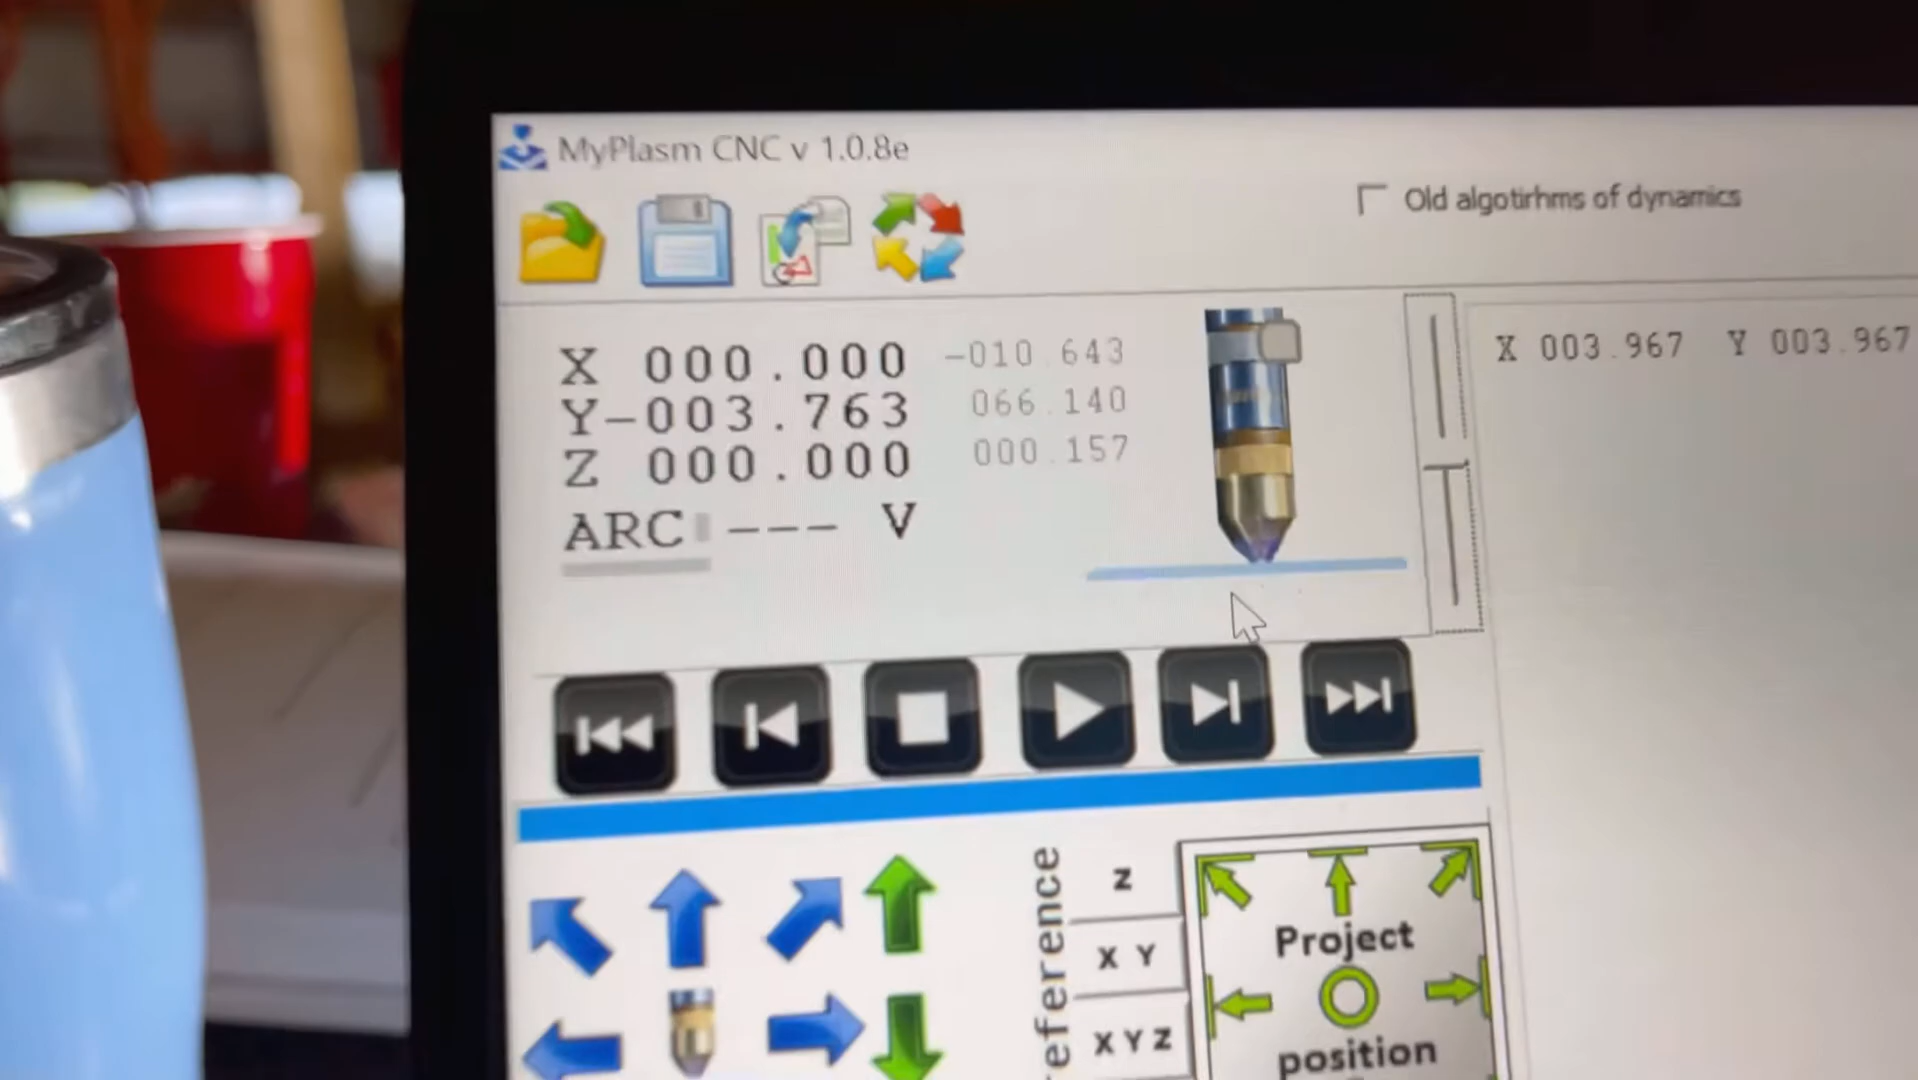 MyPlasm CNC v 1.0.8e
Old algotirhms of dynamics
X 000.000 -010.643
Y-003.763 066.140
Z 000.000 000.157
ARC --- V
X 003.967 Y 003.967
eference
Z
X Y
X Y Z
Project
position